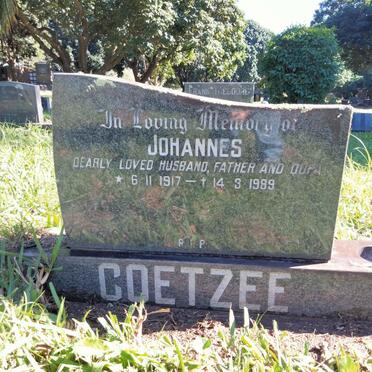 In Loving Memory of
JOHANNES
DEARLY LOVED HUSBAND, FATHER AND OUPA
★ 6·11·1917 – † 14·3·1989
R.I.P.
COETZEE